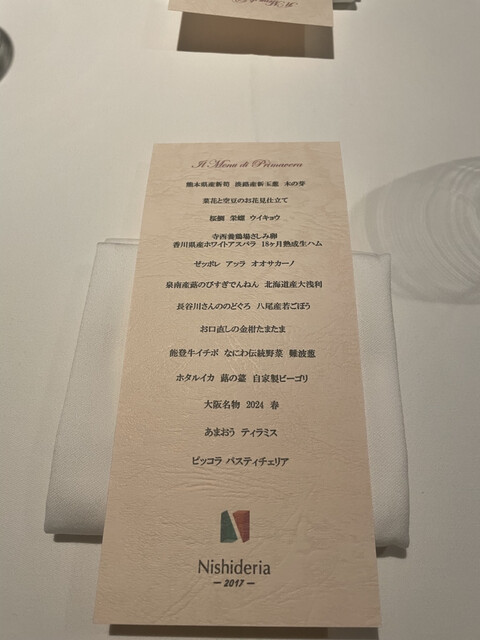 Il Menu di Primavera
熊本県産新筍 淡路産新玉葱 木の芽
菜花と空豆のお花見仕立て
桜鯛 栄螺 ウイキョウ
寺西養鶏場さしみ卵
香川県産ホワイトアスパラ 18ヶ月熟成生ハム
ゼッポレ アッラ オオサカーノ
泉南産蕗のびすぎてんねん 北海道産大浅利
長谷川さんののどぐろ 八尾産若ごぼう
お口直しの金柑たまたま
能登牛イチボ なにわ伝統野菜 難波葱
ホタルイカ 蕗の薹 自家製ピーゴリ
大阪名物 2024 春
あまおう ティラミス
ピッコラ パスティチェリア
Nishideria
2017